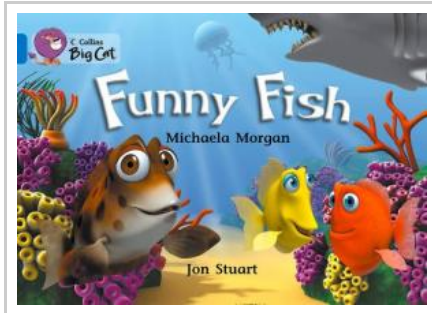 Collins
Big Cat
Funny Fish
Michaela Morgan
Jon Stuart